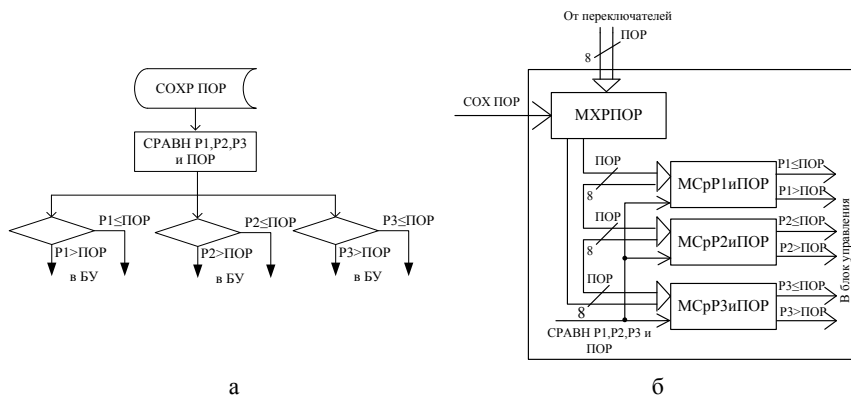 СОХР ПОР
СРАВН Р1,Р2,Р3
и ПОР
Р1≤ПОР
Р1>ПОР
в БУ
Р2≤ПОР
Р2>ПОР
в БУ
Р3≤ПОР
Р3>ПОР
в БУ
а
От переключателей
8
ПОР
СОХ ПОР
МХРПОР
ПОР
8
МСрР1иПОР
Р1≤ПОР
Р1>ПОР
ПОР
8
МСрР2иПОР
Р2≤ПОР
Р2>ПОР
ПОР
8
МСрР3иПОР
Р3≤ПОР
Р3>ПОР
СРАВН Р1,Р2,Р3 и
ПОР
В блок управления
б